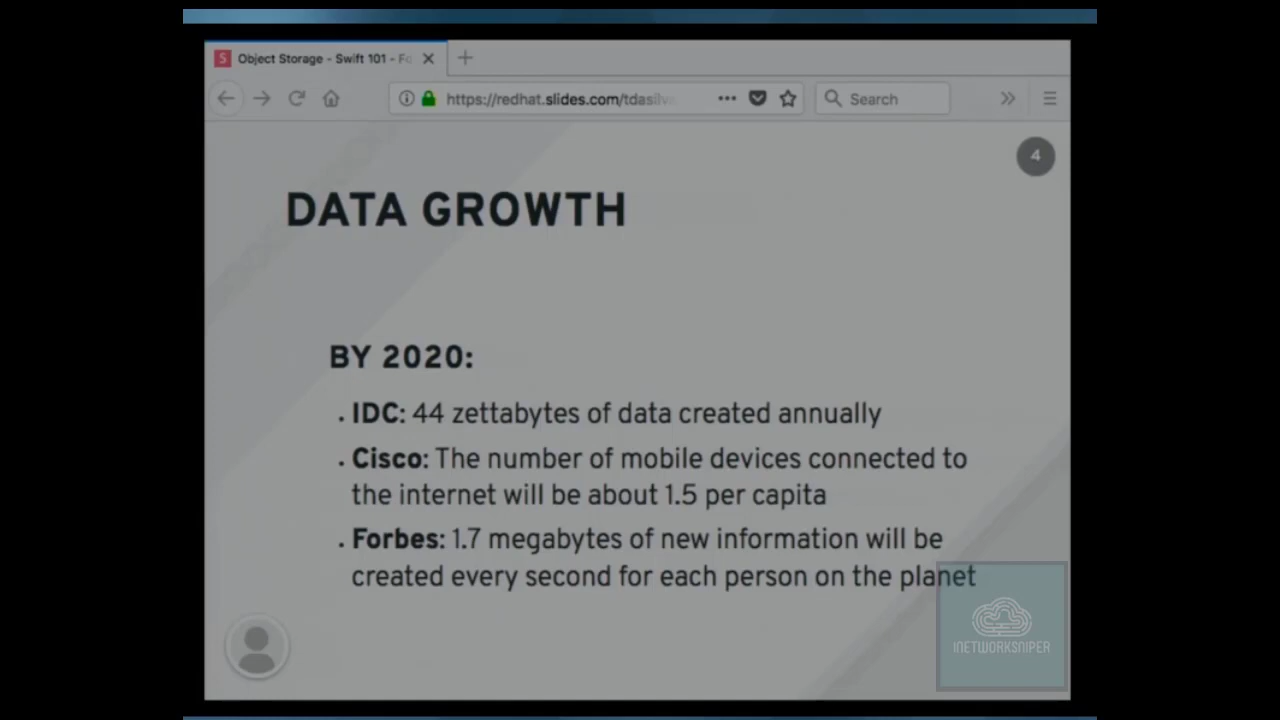 Object Storage - Swift 101 - Fo
https://redhat.slides.com/tdasilva
Search
4
DATA GROWTH
BY 2020:
IDC: 44 zettabytes of data created annually
Cisco: The number of mobile devices connected to
the internet will be about 1.5 per capita
Forbes: 1.7 megabytes of new information will be
created every second for each person on the planet
INETWORKSNIPER